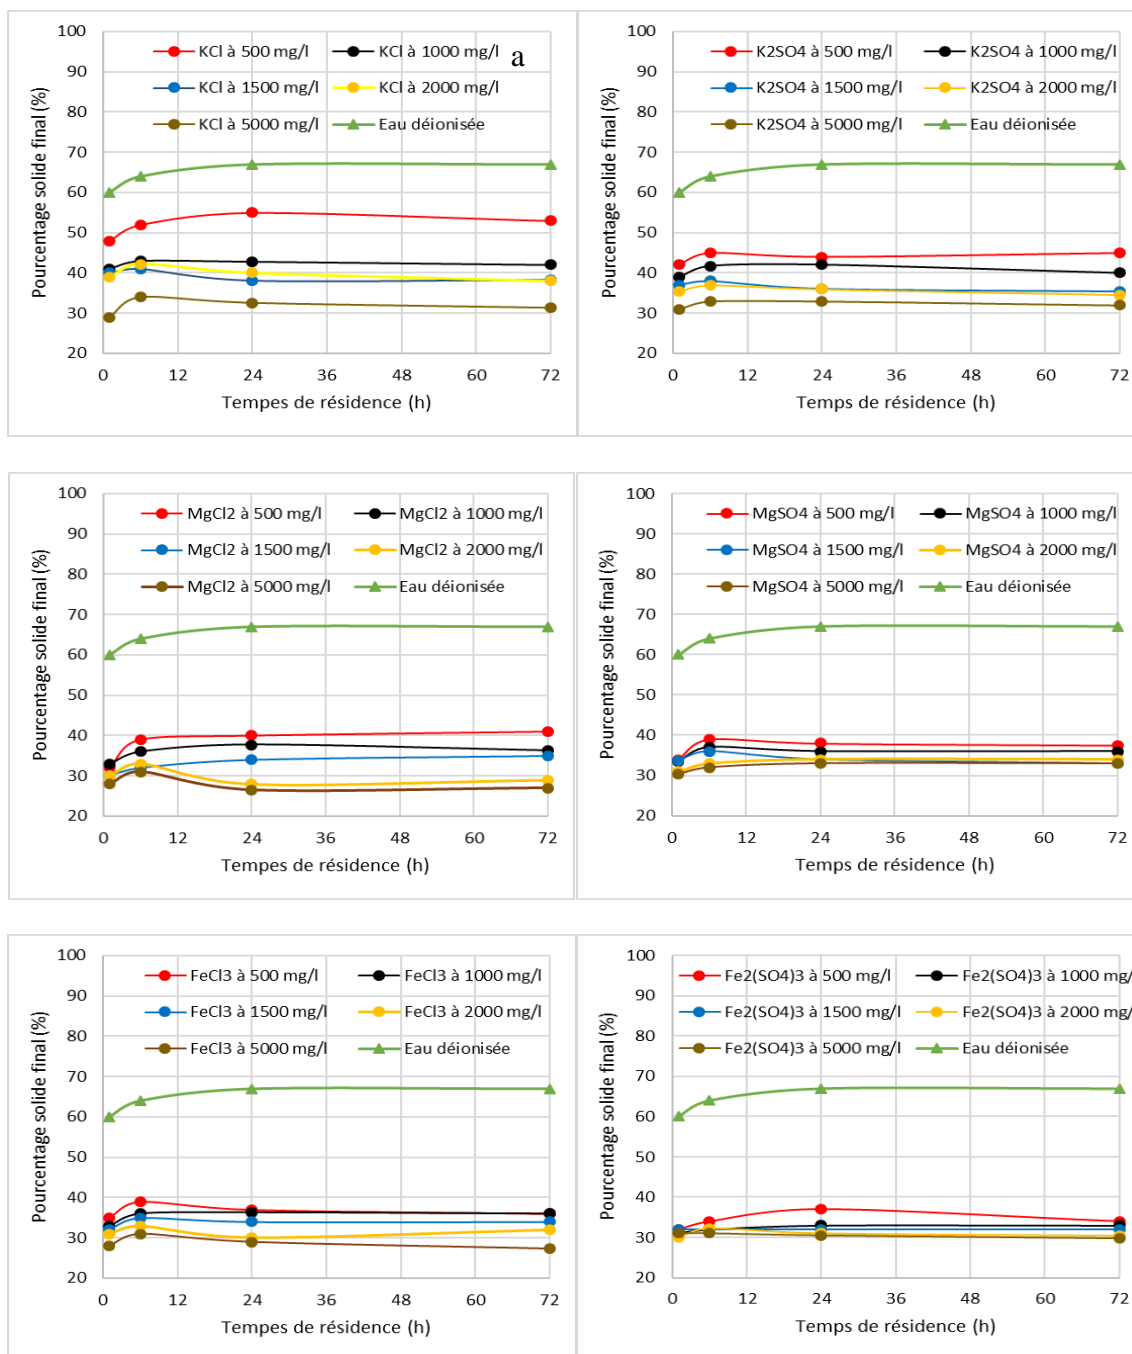 100
KCl à 500 mg/l KCl à 1000 mg/l a
90
KCl à 1500 mg/l KCl à 2000 mg/l
80
KCl à 5000 mg/l Eau déionisée
70
60
50
40
30
20
0 12 24 36 48 60 72
Pourcentage solide final (%)
Tempes de résidence (h)
100
K2SO4 à 500 mg/l K2SO4 à 1000 mg/l
90
K2SO4 à 1500 mg/l K2SO4 à 2000 mg/l
80
K2SO4 à 5000 mg/l Eau déionisée
70
60
50
40
30
20
0 12 24 36 48 60 72
Pourcentage solide final (%)
Temps de résidence (h)
100
MgCl2 à 500 mg/l MgCl2 à 1000 mg/l
90
MgCl2 à 1500 mg/l MgCl2 à 2000 mg/l
80
MgCl2 à 5000 mg/l Eau déionisée
70
60
50
40
30
20
0 12 24 36 48 60 72
Pourcentage solide final (%)
Tempes de résidence (h)
100
MgSO4 à 500 mg/l MgSO4 à 1000 mg/l
90
MgSO4 à 1500 mg/l MgSO4 à 2000 mg/l
80
MgSO4 à 5000 mg/l Eau déionisée
70
60
50
40
30
20
0 12 24 36 48 60 72
Pourcentage solide final (%)
Temps de résidence (h)
100
FeCl3 à 500 mg/l FeCl3 à 1000 mg/l
90
FeCl3 à 1500 mg/l FeCl3 à 2000 mg/l
80
FeCl3 à 5000 mg/l Eau déionisée
70
60
50
40
30
20
0 12 24 36 48 60 72
Pourcentage solide final (%)
Tempes de résidence (h)
100
Fe2(SO4)3 à 500 mg/l Fe2(SO4)3 à 1000 mg/l
90
Fe2(SO4)3 à 1500 mg/l Fe2(SO4)3 à 2000 mg/l
80
Fe2(SO4)3 à 5000 mg/l Eau déionisée
70
60
50
40
30
20
0 12 24 36 48 60 72
Pourcentage solide final (%)
Temps de résidence (h)